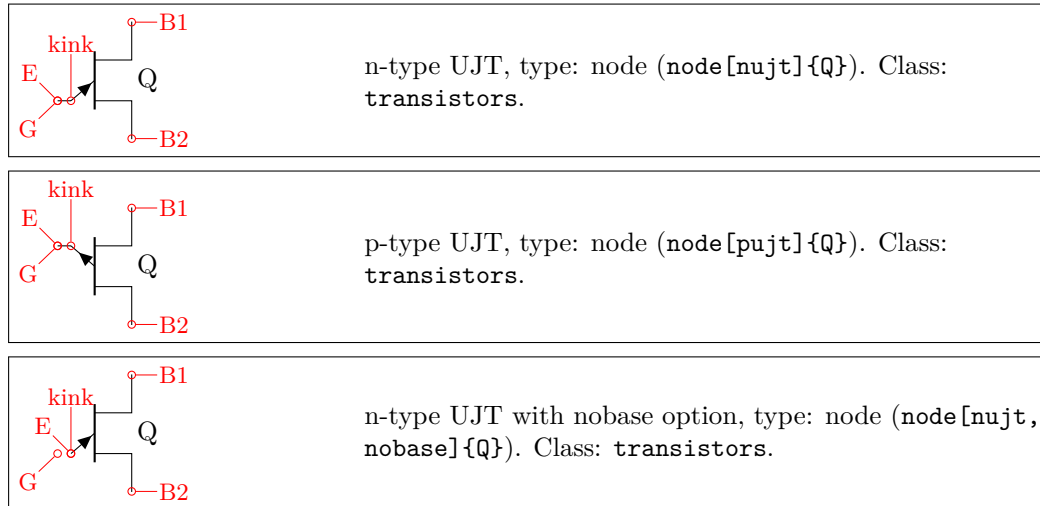 B1
kink
E
Q
G
B2
n-type UJT, type: node (node[nujt]{Q}). Class:
transistors.
kink
B1
E
G
Q
B2
p-type UJT, type: node (node[pujt]{Q}). Class:
transistors.
B1
kink
E
Q
G
B2
n-type UJT with nobase option, type: node (node[nujt,
nobase]{Q}). Class: transistors.